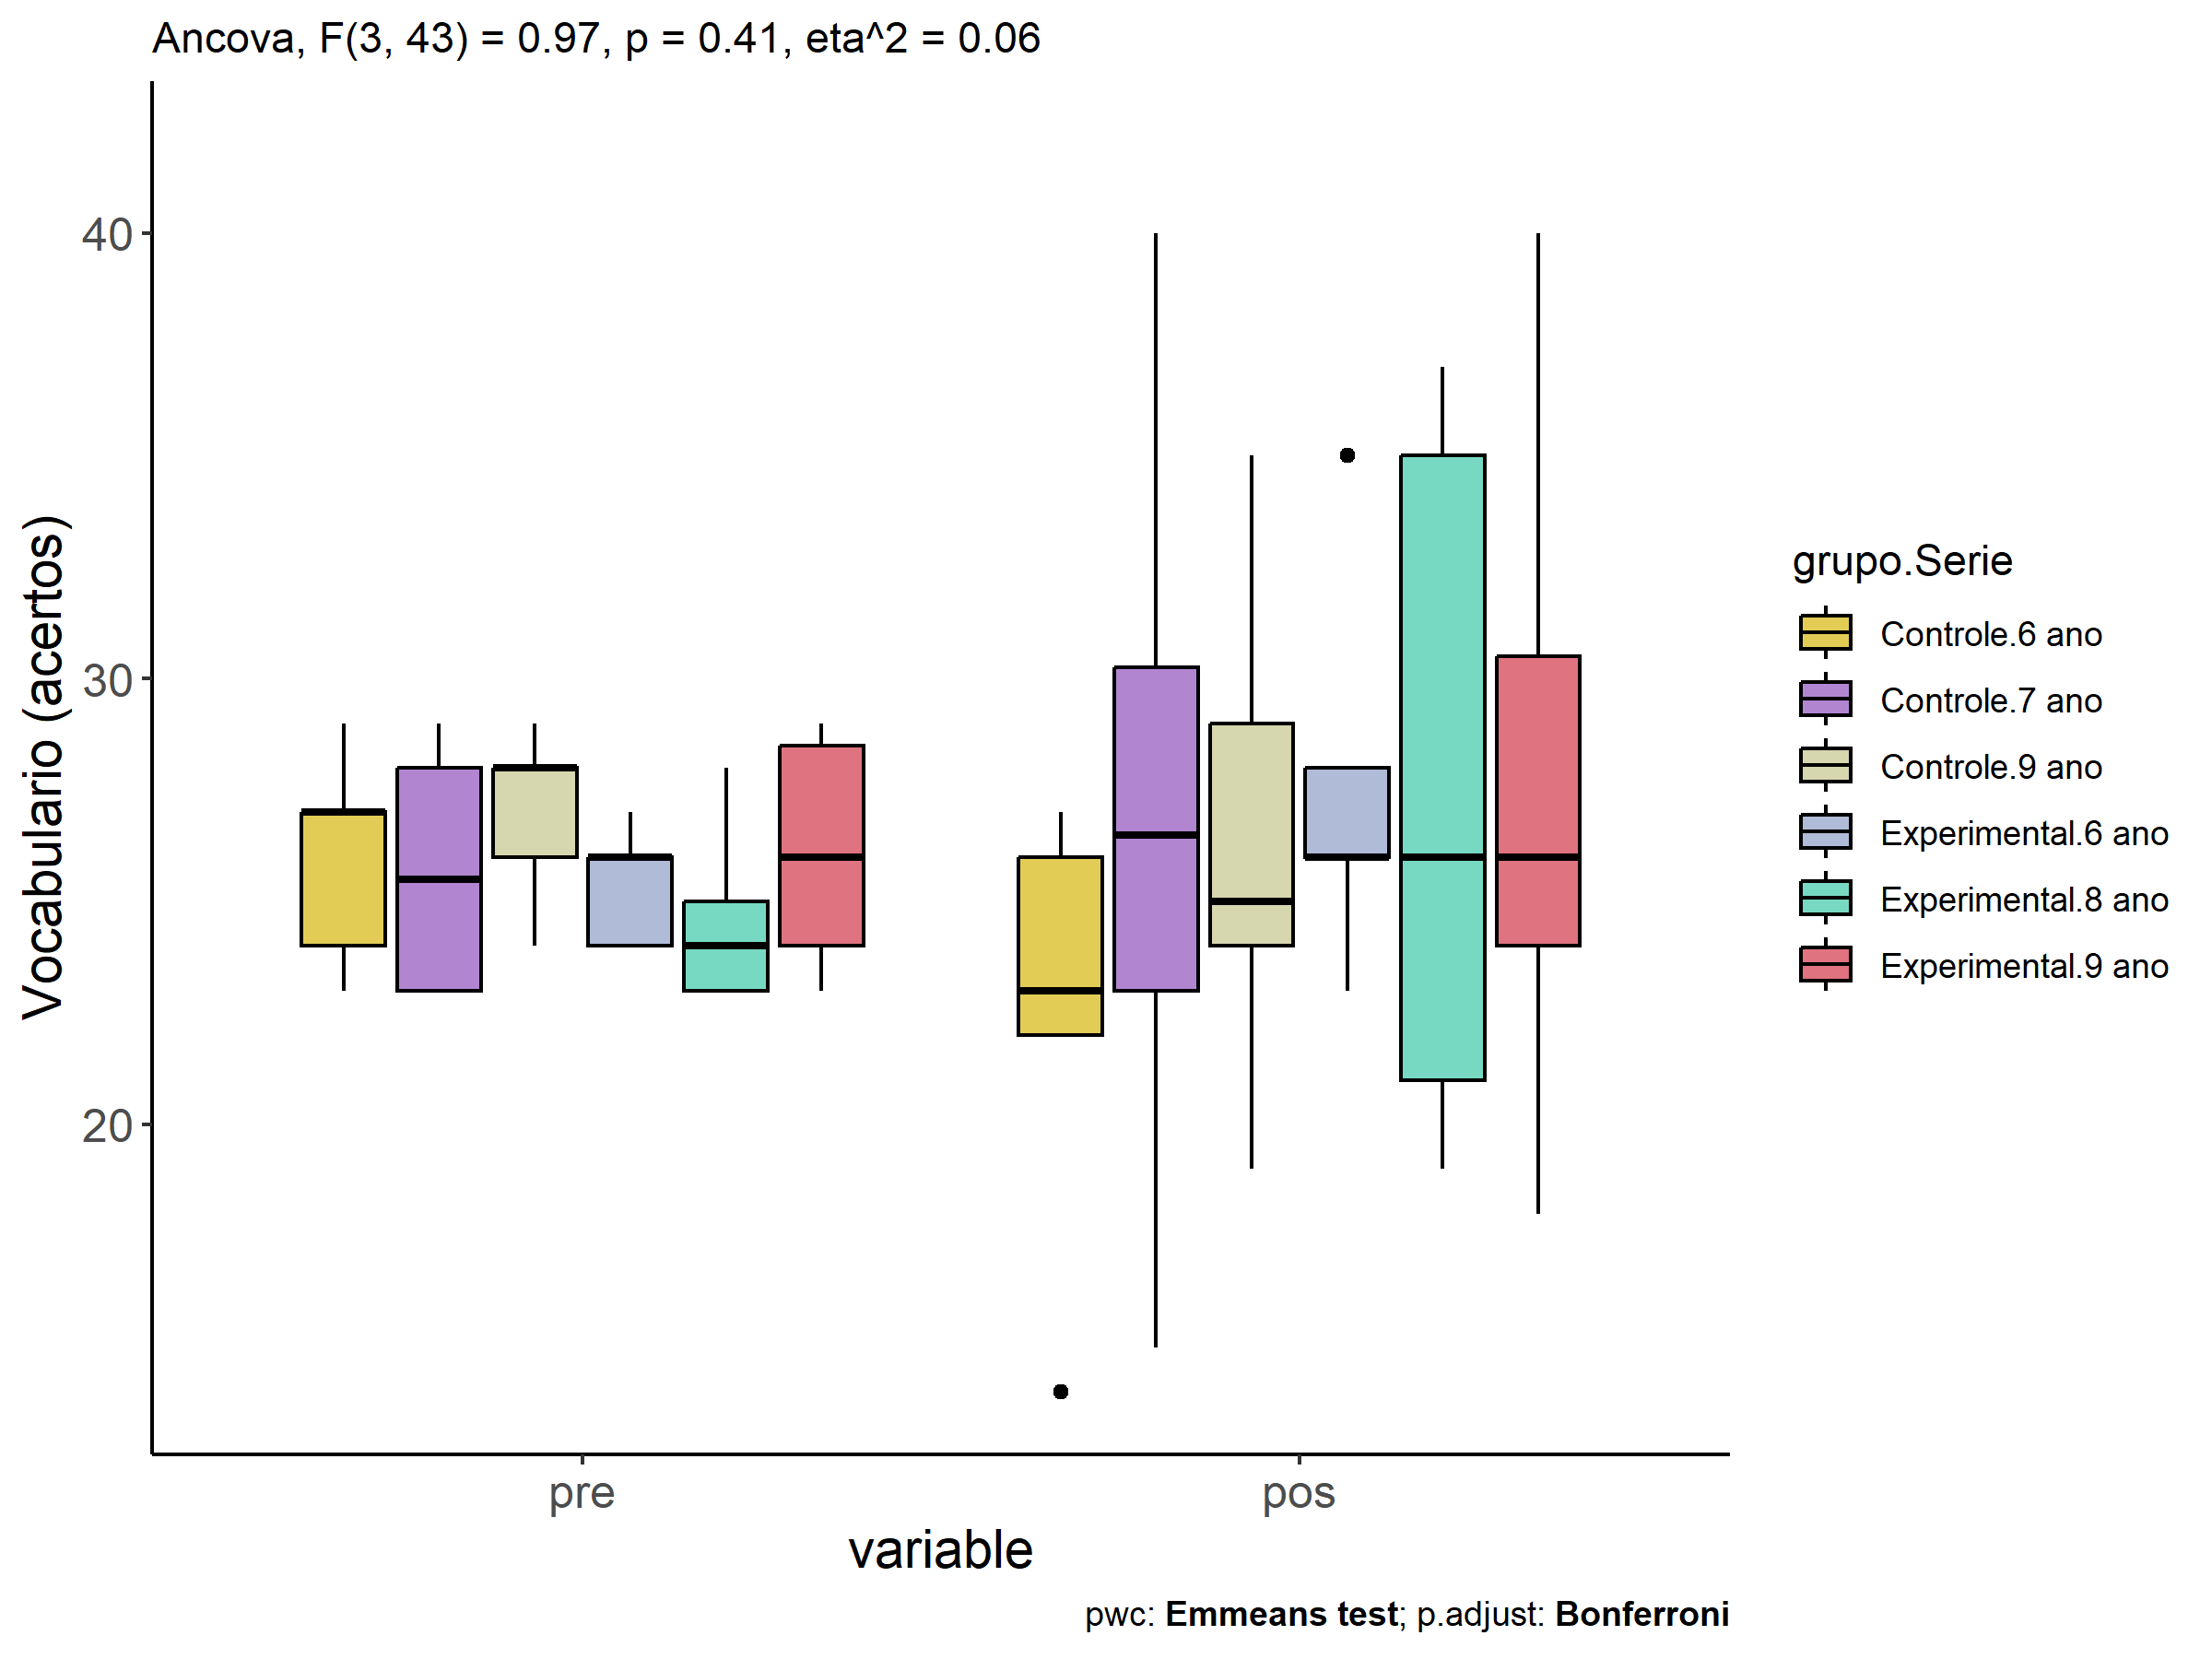 Ancova, F(3, 43) = 0.97, p = 0.41, eta^2 = 0.06
Vocabulario (acertos)
40
30
20
pre
pos
variable
grupo.Serie
Controle.6 ano
Controle.7 ano
Controle.9 ano
Experimental.6 ano
Experimental.8 ano
Experimental.9 ano
pwc: Emmeans test; p.adjust: Bonferroni